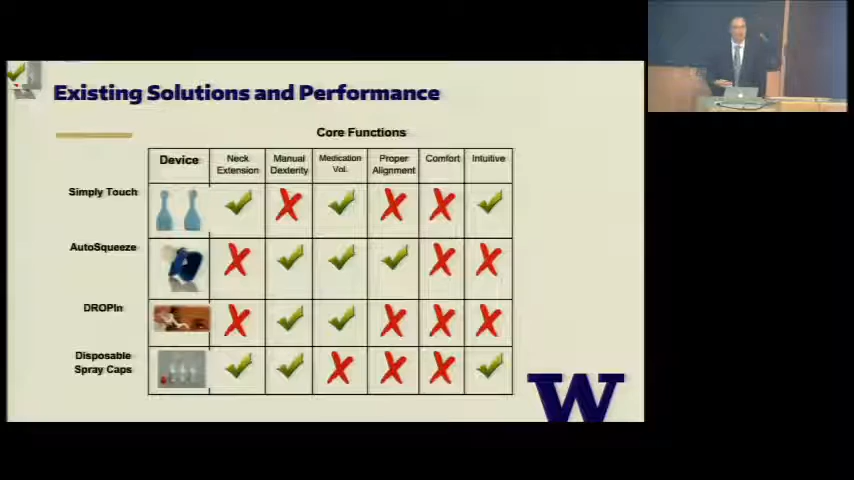 Existing Solutions and Performance
Core Functions
Device
Neck Extension
Manual Dexterity
Medication Vol.
Proper Alignment
Comfort
Intuitive
Simply Touch
AutoSqueeze
DROPIn
Disposable
Spray Caps
W